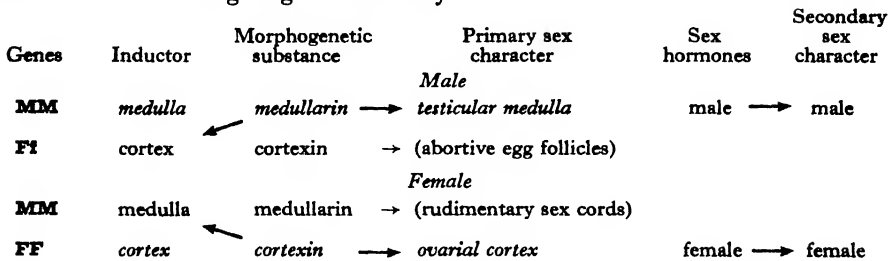 Secondary
Morphogenetic Primary sex Sex sex
Genes Inductor substance character hormones character
Male
MM medulla medullarin → testicular medulla male → male
Ff cortex cortexin → (abortive egg follicles)
Female
MM medulla medullarin → (rudimentary sex cords)
FF cortex cortexin → ovarial cortex female → female